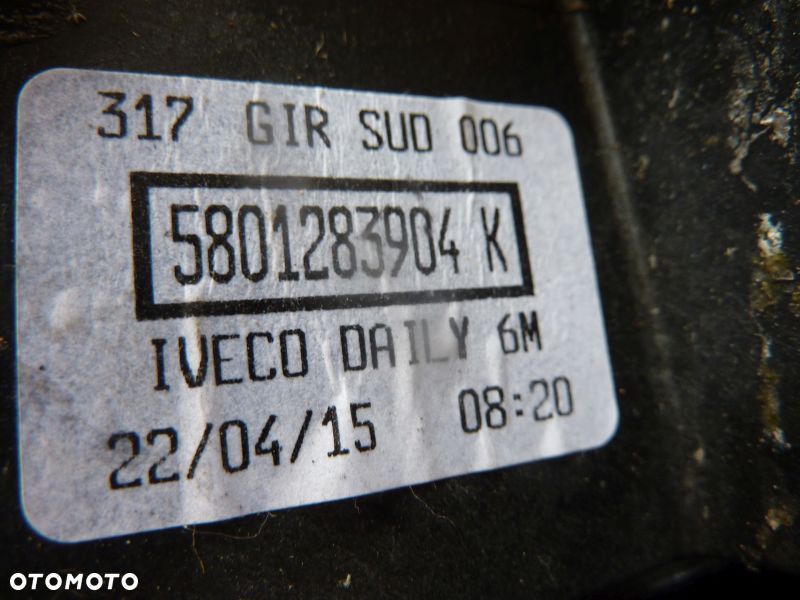 317 GIR SUD 006
5801283904 K
IVECO DAILY 6M
22/04/15 08:20
OTOMOTO